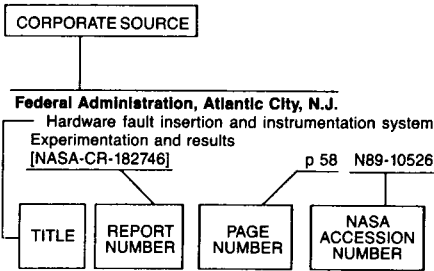 CORPORATE SOURCE
Federal Administration, Atlantic City, N.J.
Hardware fault insertion and instrumentation system
Experimentation and results
[NASA-CR-182746] p 58 N89-10526
TITLE
REPORT
NUMBER
PAGE
NUMBER
NASA
ACCESSION
NUMBER